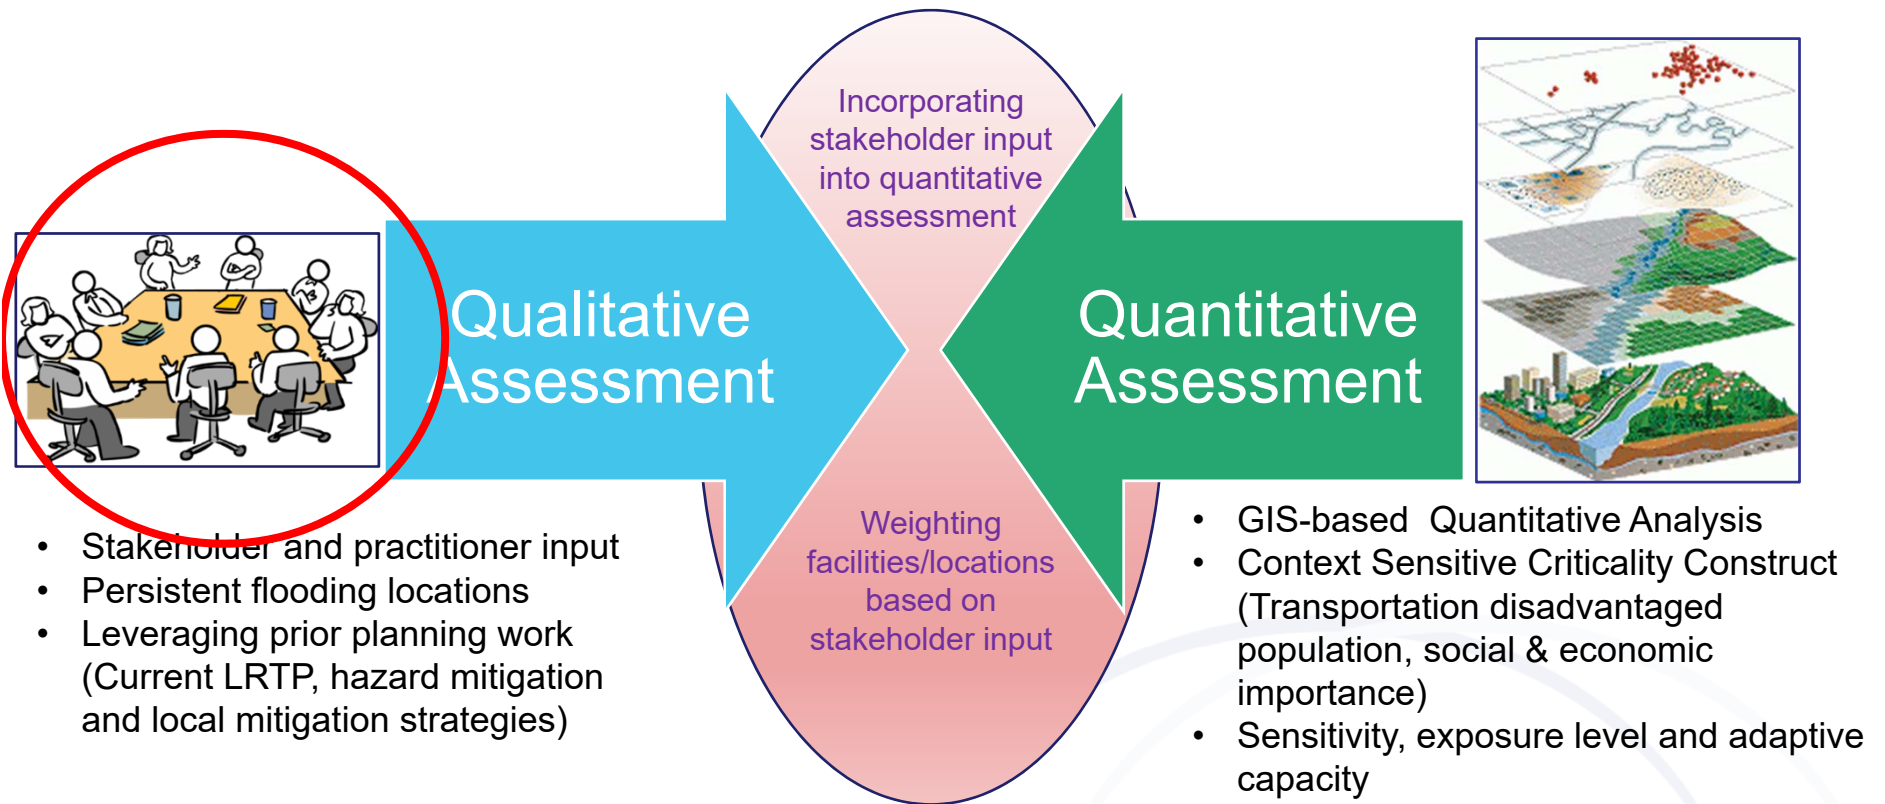 Incorporating
stakeholder input
into quantitative
assessment
Qualitative
Assessment
Quantitative
Assessment
Weighting
facilities/locations
based on
stakeholder input
• Stakeholder and practitioner input
• Persistent flooding locations
• Leveraging prior planning work
(Current LRTP, hazard mitigation
and local mitigation strategies)
• GIS-based Quantitative Analysis
• Context Sensitive Criticality Construct
(Transportation disadvantaged
population, social & economic
importance)
• Sensitivity, exposure level and adaptive
capacity